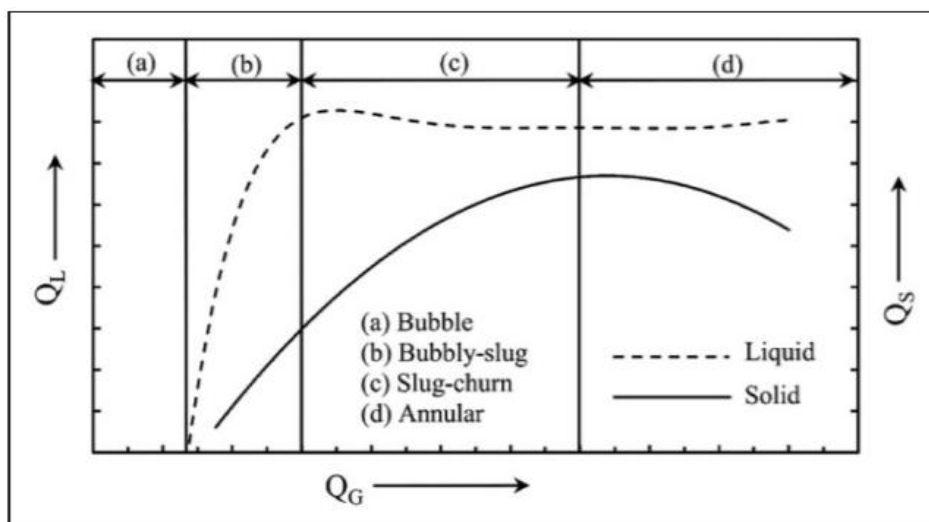 (a) (b) (c) (d)
Q_L
Q_S
(a) Bubble
(b) Bubbly-slug
(c) Slug-churn
(d) Annular
Liquid
Solid
Q_G